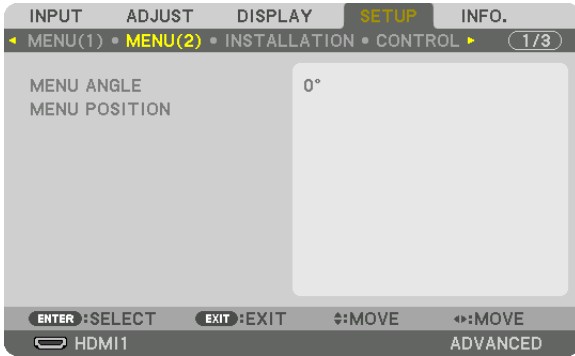 INPUT ADJUST DISPLAY SETUP INFO.
◄ MENU(1) • MENU(2) • INSTALLATION • CONTROL ► 1/3
MENU ANGLE 0°
MENU POSITION
ENTER:SELECT EXIT:EXIT ♦:MOVE ◂▸:MOVE
HDMI1 ADVANCED